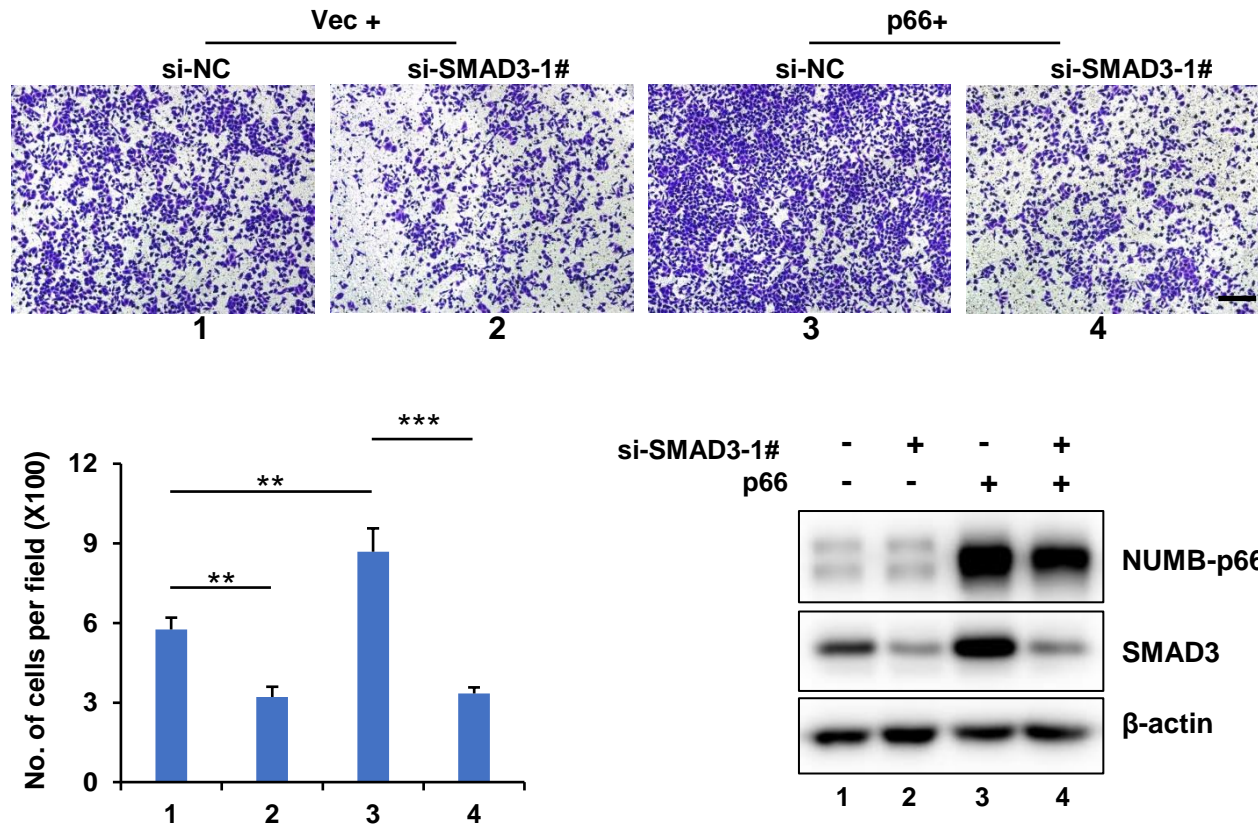 Vec +
p66+
si-NC
si-SMAD3-1#
si-NC
si-SMAD3-1#
1
2
3
4
No. of cells per field (X100)
12
9
6
3
0
**
**
***
1
2
3
4
si-SMAD3-1# - + - +
p66 - - + +
NUMB-p66
SMAD3
β-actin
1 2 3 4